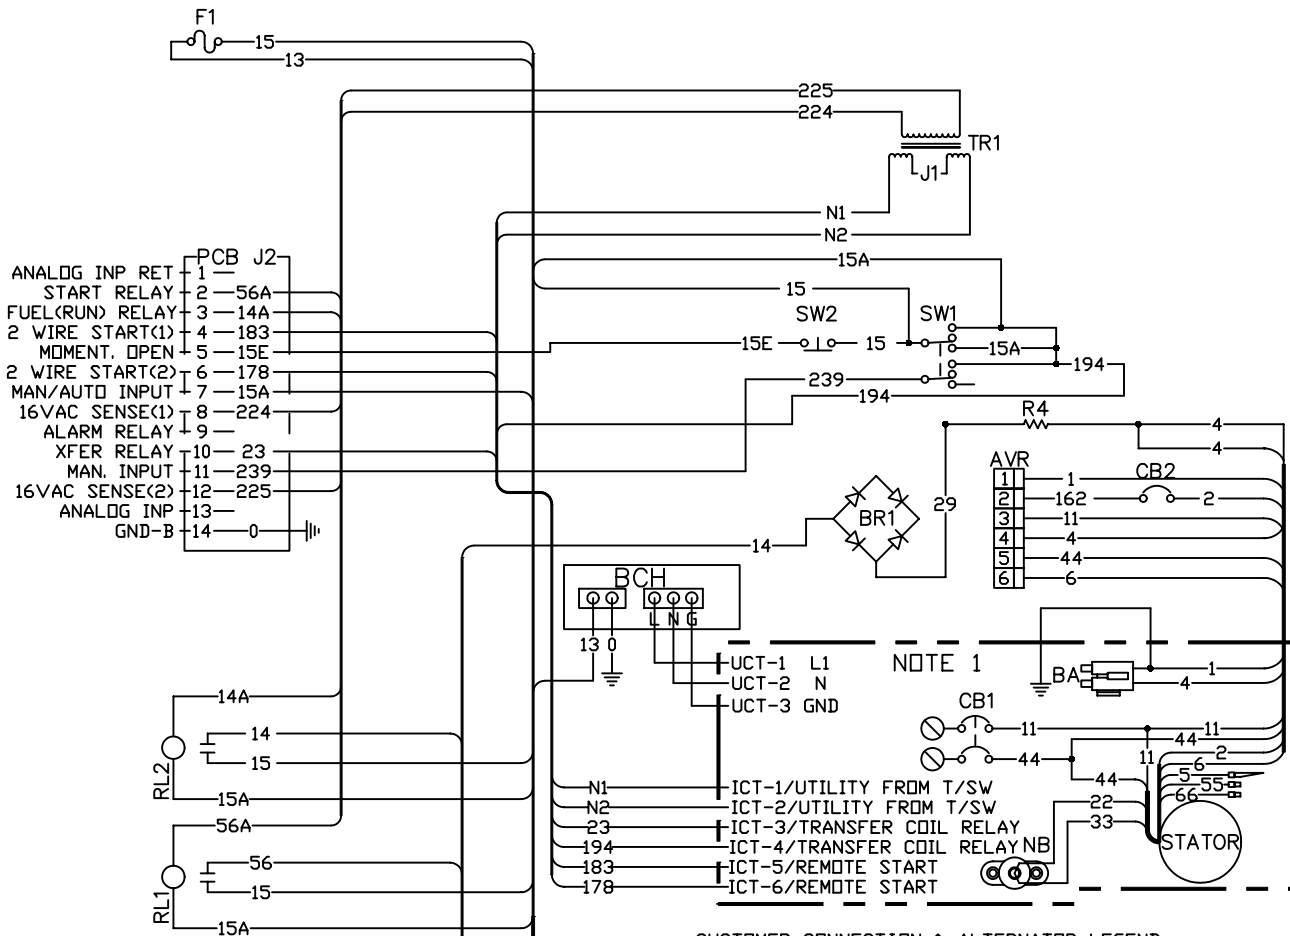 F1
15
13
225
224
TR1
J1
N1
N2
PCB J2
ANALOG INP RET 1
START RELAY 2 56A
FUEL(RUN) RELAY 3 14A
2 WIRE START(1) 4 183
MOMENT. OPEN 5 15E
2 WIRE START(2) 6 178
MAN/AUTO INPUT 7 15A
16VAC SENSE(1) 8 224
ALARM RELAY 9
XFER RELAY 10 23
MAN. INPUT 11 239
16VAC SENSE(2) 12 225
ANALOG INP 13
GND-B 14 0
15A
15
SW2
SW1
15E
15
15A
194
239
194
R4
4
4
AVR
CB2
1 1
2 162 2
3 11
4 4
5 44
6 6
29
BR1
14
BCH
L N G
13 0
NOTE 1
UCT-1 L1
UCT-2 N
UCT-3 GND
BA
1
4
CB1
11 11
44
44
11
2
6
5
44
55
66
22
33
STATOR
NB
14A
14
15
RL2
15A
56A
56
15
RL1
15A
N1 ICT-1/UTILITY FROM T/SW
N2 ICT-2/UTILITY FROM T/SW
23 ICT-3/TRANSFER COIL RELAY
194 ICT-4/TRANSFER COIL RELAY
183 ICT-5/REMOTE START
178 ICT-6/REMOTE START
CUSTOMER CONNECTION & ALTERNATOR LEGEND